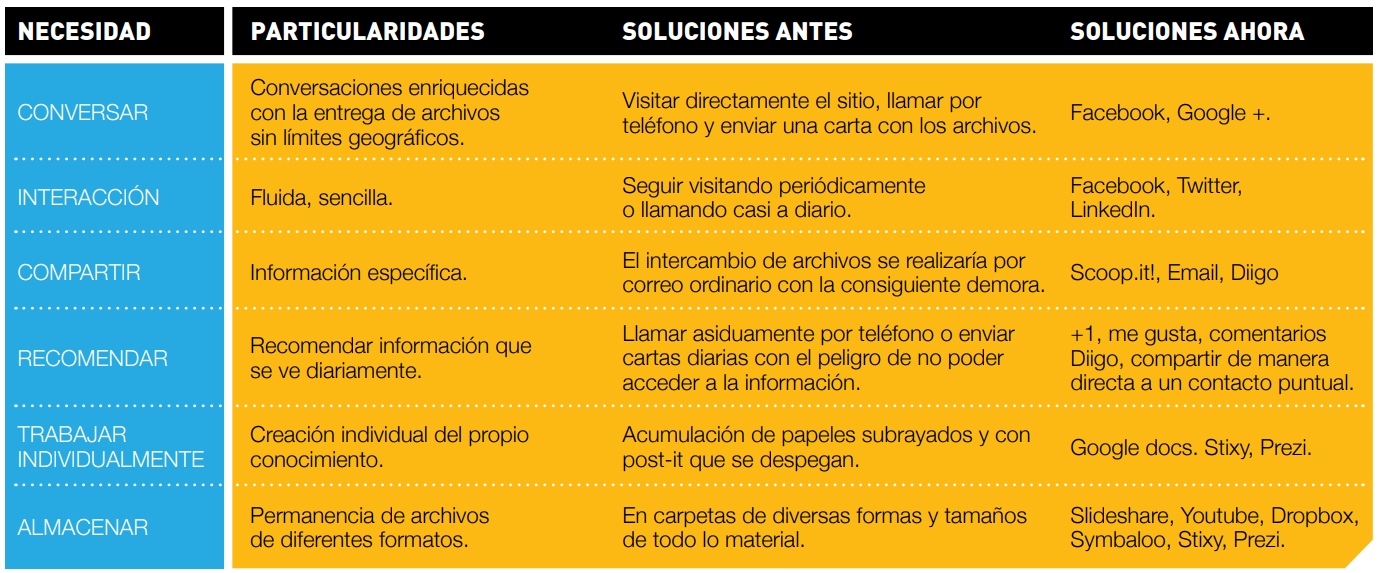 NECESIDAD PARTICULARIDADES SOLUCIONES ANTES SOLUCIONES AHORA
CONVERSAR
Conversaciones enriquecidas
con la entrega de archivos
sin límites geográficos.
Visitar directamente el sitio, llamar por
teléfono y enviar una carta con los archivos.
Facebook, Google +.
INTERACCIÓN
Fluida, sencilla.
Seguir visitando periódicamente
o llamando casi a diario.
Facebook, Twitter,
LinkedIn.
COMPARTIR
Información específica.
El intercambio de archivos se realizaría por
correo ordinario con la consiguiente demora.
Scoop.it!, Email, Diigo
RECOMENDAR
Recomendar información que
se ve diariamente.
Llamar asiduamente por teléfono o enviar
cartas diarias con el peligro de no poder
acceder a la información.
+1, me gusta, comentarios
Diigo, compartir de manera
directa a un contacto puntual.
TRABAJAR
INDIVIDUALMENTE
Creación individual del propio
conocimiento.
Acumulación de papeles subrayados y con
post-it que se despegan.
Google docs. Stixy, Prezi.
ALMACENAR
Permanencia de archivos
de diferentes formatos.
En carpetas de diversas formas y tamaños
de todo lo material.
Slideshare, Youtube, Dropbox,
Symbaloo, Stixy, Prezi.